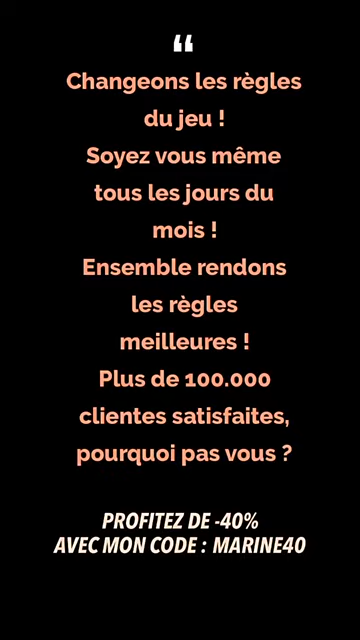 “
Changeons les règles
du jeu !
Soyez vous même
tous les jours du
mois !
Ensemble rendons
les règles
meilleures !
Plus de 100.000
clientes satisfaites,
pourquoi pas vous ?
PROFITEZ DE -40%
AVEC MON CODE : MARINE40